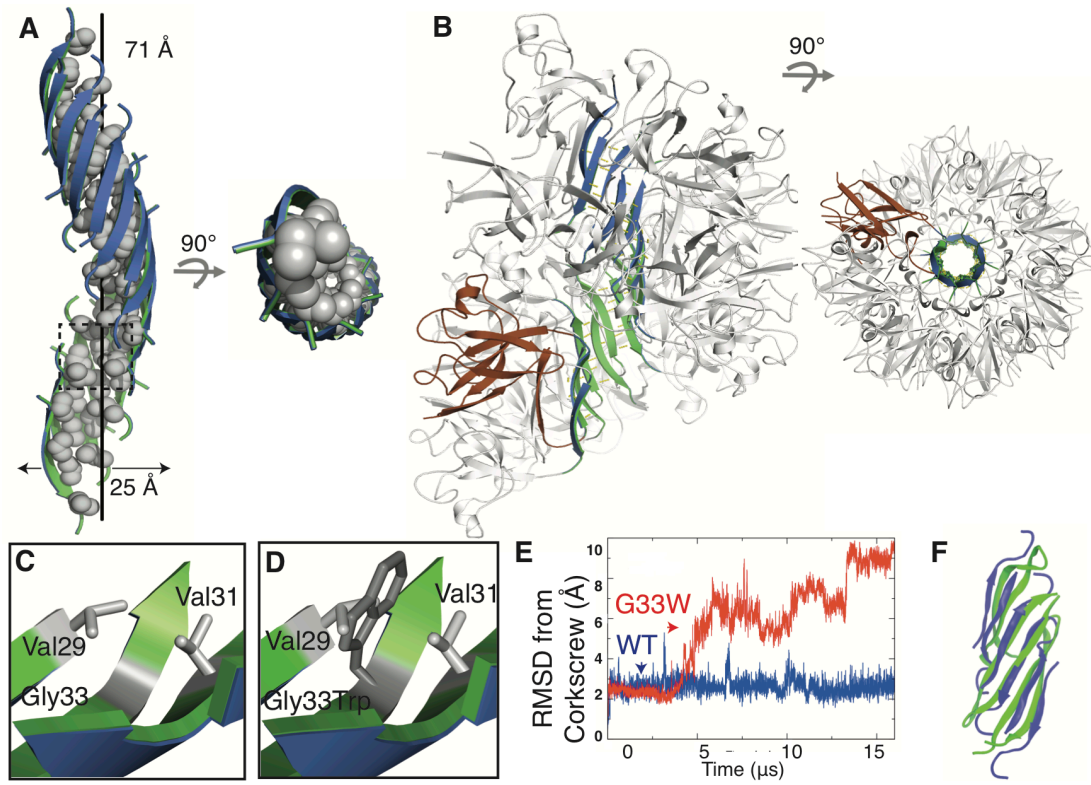 A
71 Å
90°
25 Å
B
90°
C
Val29
Val31
Gly33
D
Val29
Val31
Gly33Trp
E
RMSD from
Corkscrew (Å)
10
8
6
4
2
0
G33W
WT
0
5
10
15
Time (µs)
F